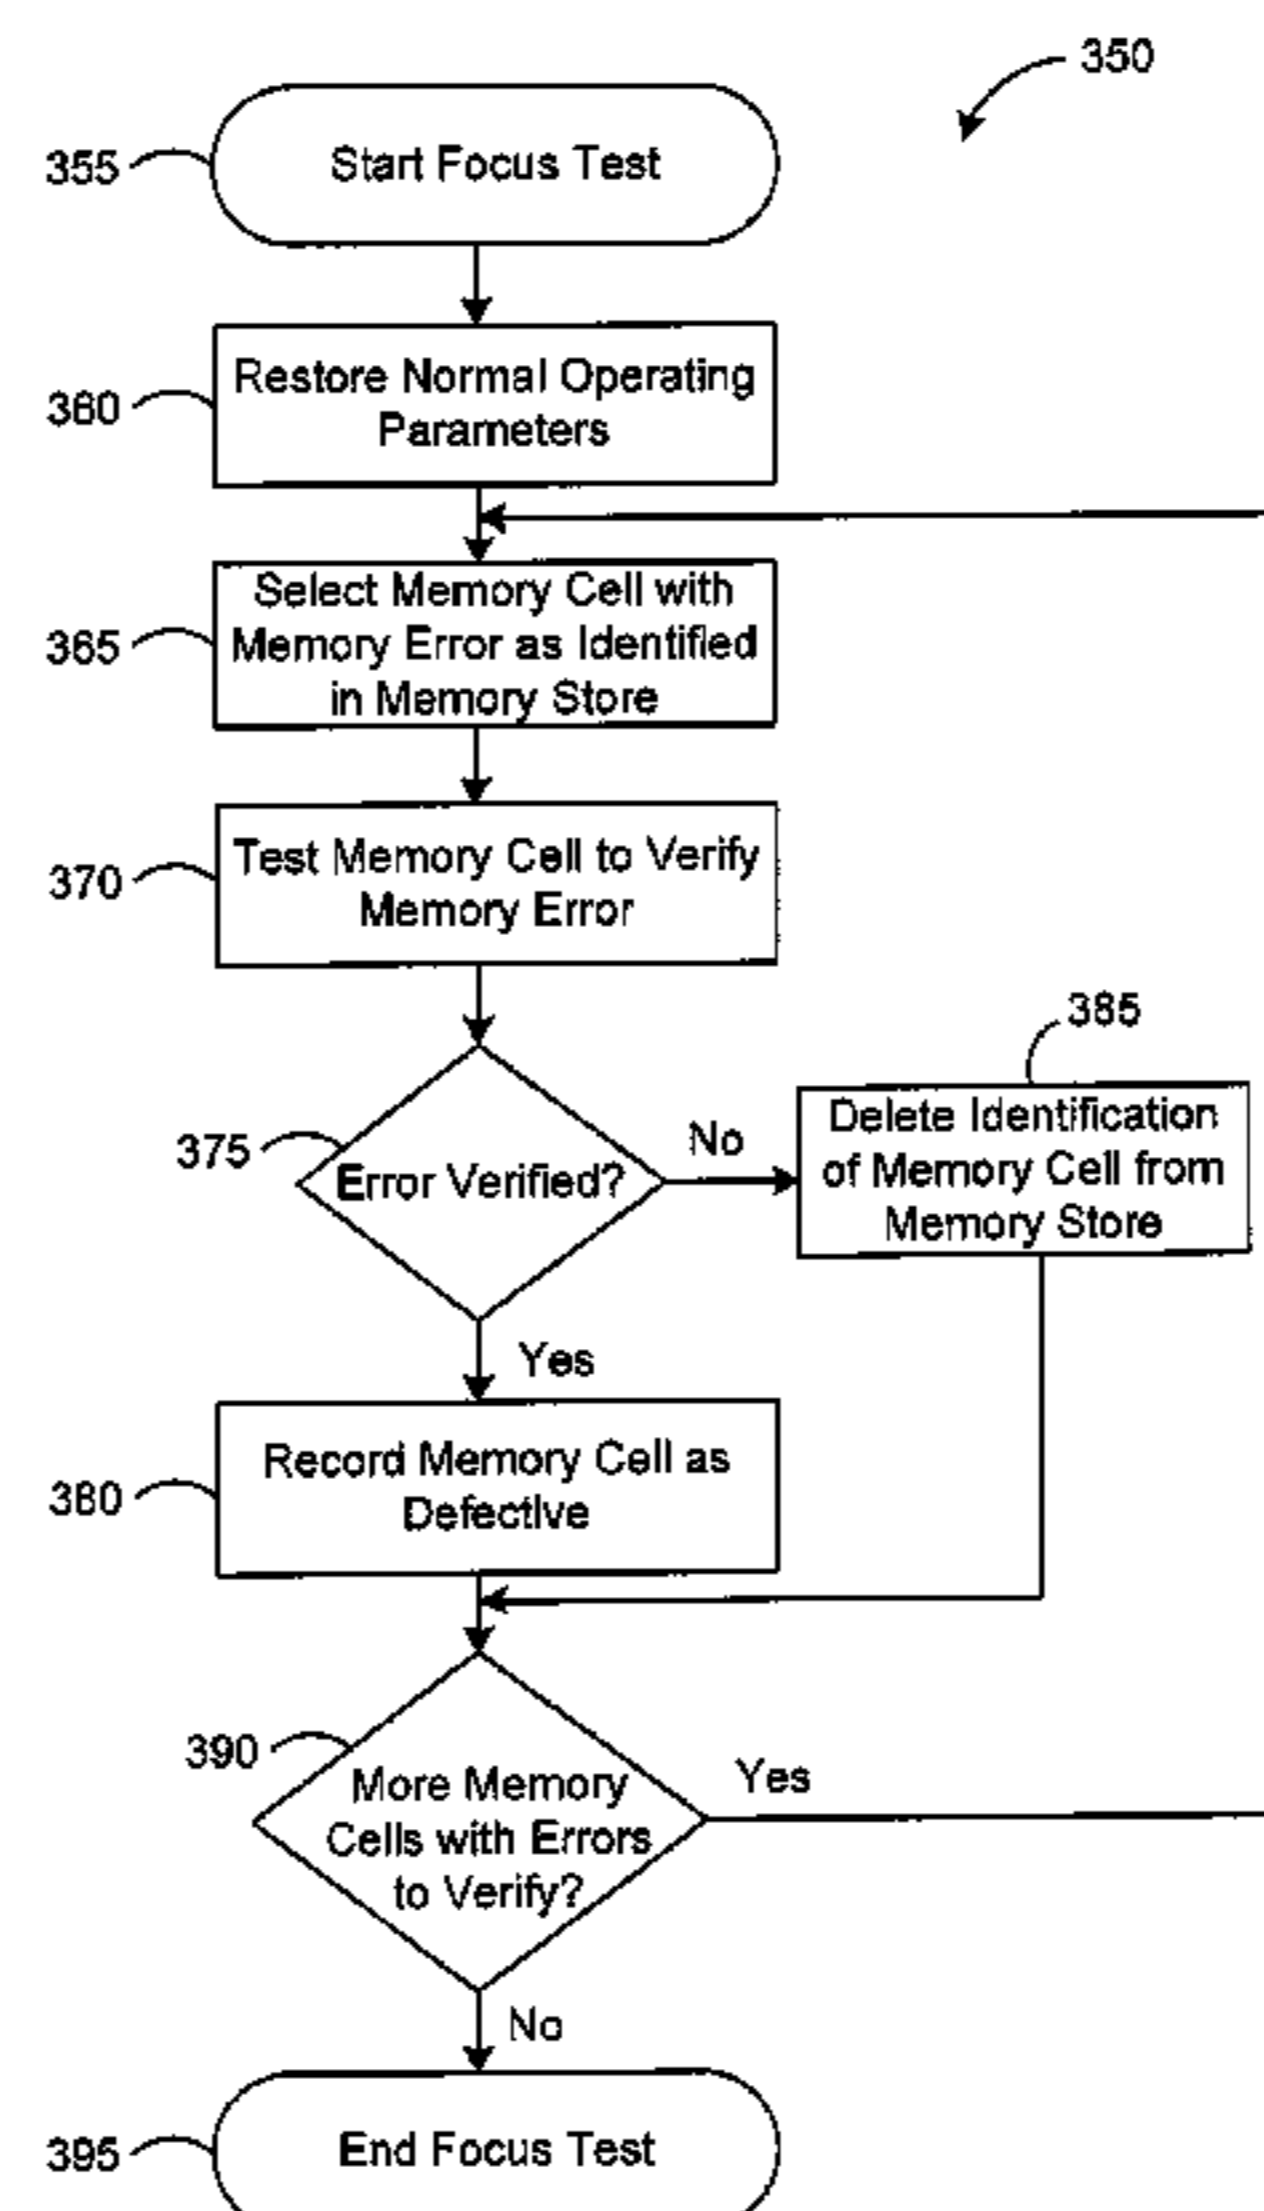 350
355
Start Focus Test
360
Restore Normal Operating
Parameters
365
Select Memory Cell with
Memory Error as Identified
in Memory Store
370
Test Memory Cell to Verify
Memory Error
385
375
Error Verified?
No
Delete Identification
of Memory Cell from
Memory Store
Yes
380
Record Memory Cell as
Defective
390
More Memory
Cells with Errors
to Verify?
Yes
No
395
End Focus Test